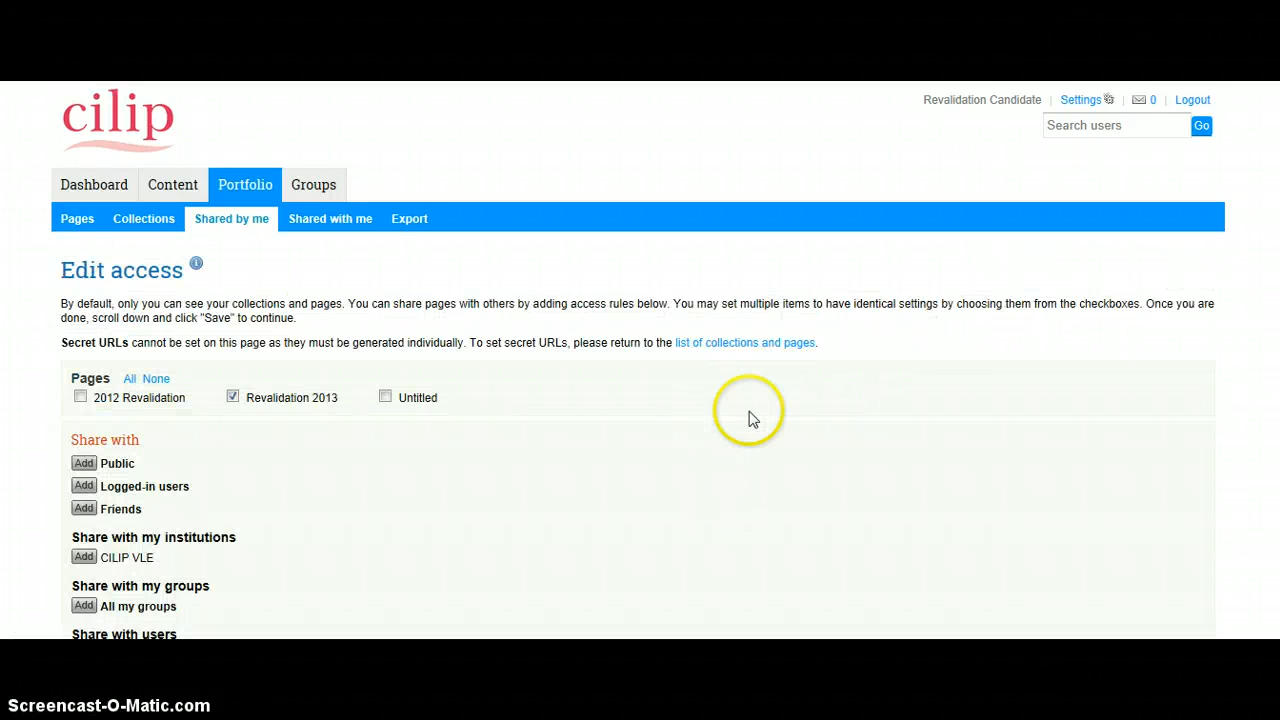 cilip
Revalidation Candidate | Settings | 0 | Logout
Search users Go
Dashboard Content Portfolio Groups
Pages Collections Shared by me Shared with me Export
Edit access
By default, only you can see your collections and pages. You can share pages with others by adding access rules below. You may set multiple items to have identical settings by choosing them from the checkboxes. Once you are
done, scroll down and click "Save" to continue.
Secret URLs cannot be set on this page as they must be generated individually. To set secret URLs, please return to the list of collections and pages.
Pages All None
2012 Revalidation Revalidation 2013 Untitled
Share with
Add Public
Add Logged-in users
Add Friends
Share with my institutions
Add CILIP VLE
Share with my groups
Add All my groups
Share with users
Screencast-O-Matic.com